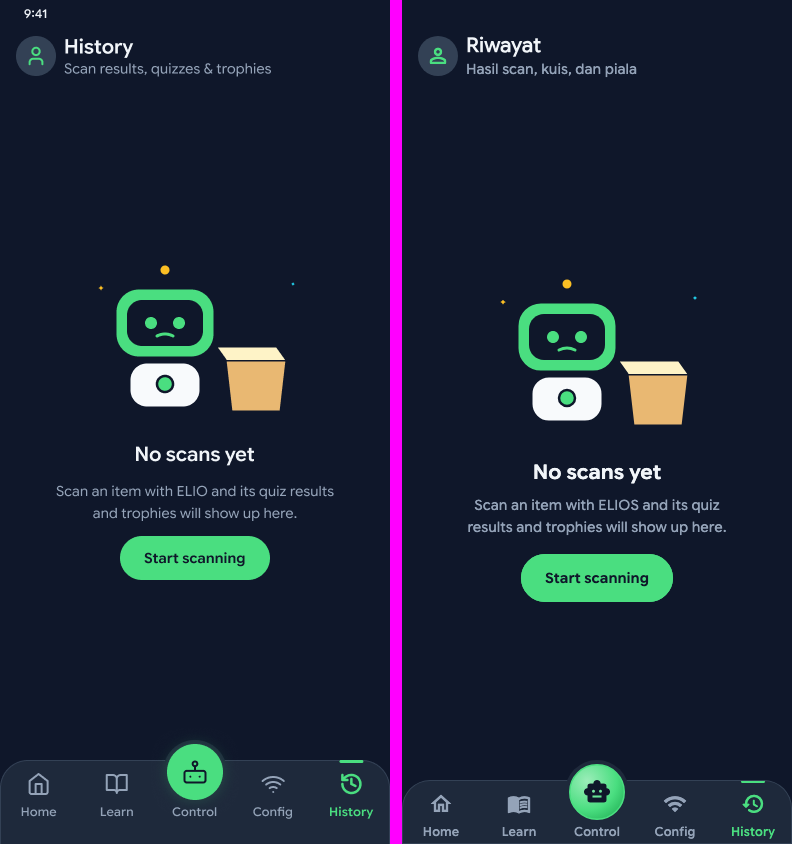 9:41
History
Scan results, quizzes & trophies
No scans yet
Scan an item with ELIO and its quiz results
and trophies will show up here.
Start scanning
Home
Learn
Control
Config
History
Riwayat
Hasil scan, kuis, dan piala
No scans yet
Scan an item with ELIOS and its quiz
results and trophies will show up here.
Start scanning
Home
Learn
Control
Config
History